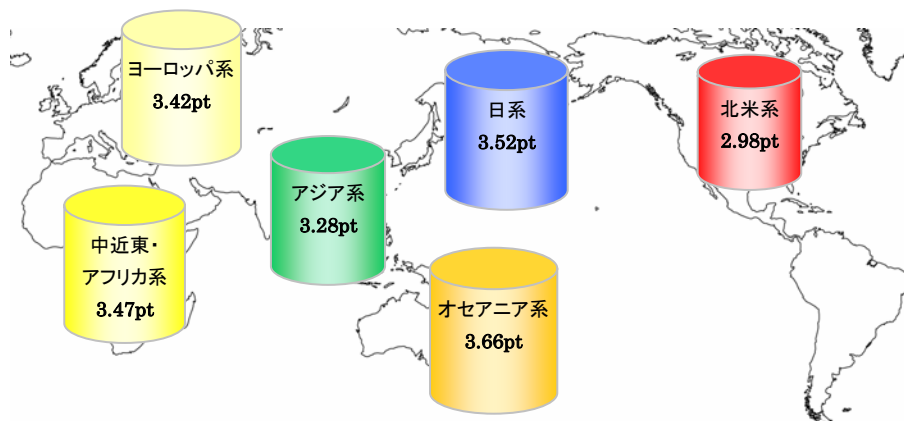 ヨーロッパ系
3.42pt
日系
3.52pt
北米系
2.98pt
アジア系
3.28pt
中近東・
アフリカ系
3.47pt
オセアニア系
3.66pt